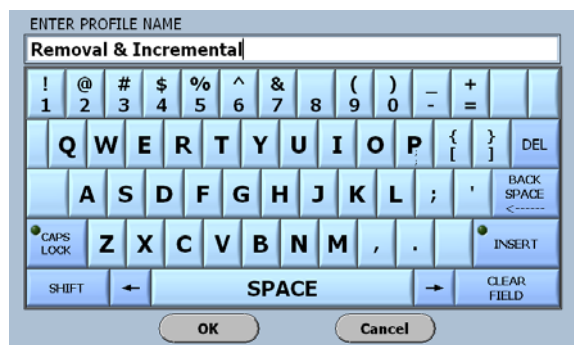 ENTER PROFILE NAME
Removal & Incremental
! @ # $ % ^ & ( ) _ +
1 2 3 4 5 6 7 8 9 0 - =
Q W E R T Y U I O P { [ } ] DEL
A S D F G H J K L ; ' BACK SPACE <------
CAPS LOCK Z X C V B N M , . INSERT
SHIFT ← SPACE → CLEAR FIELD
OK Cancel